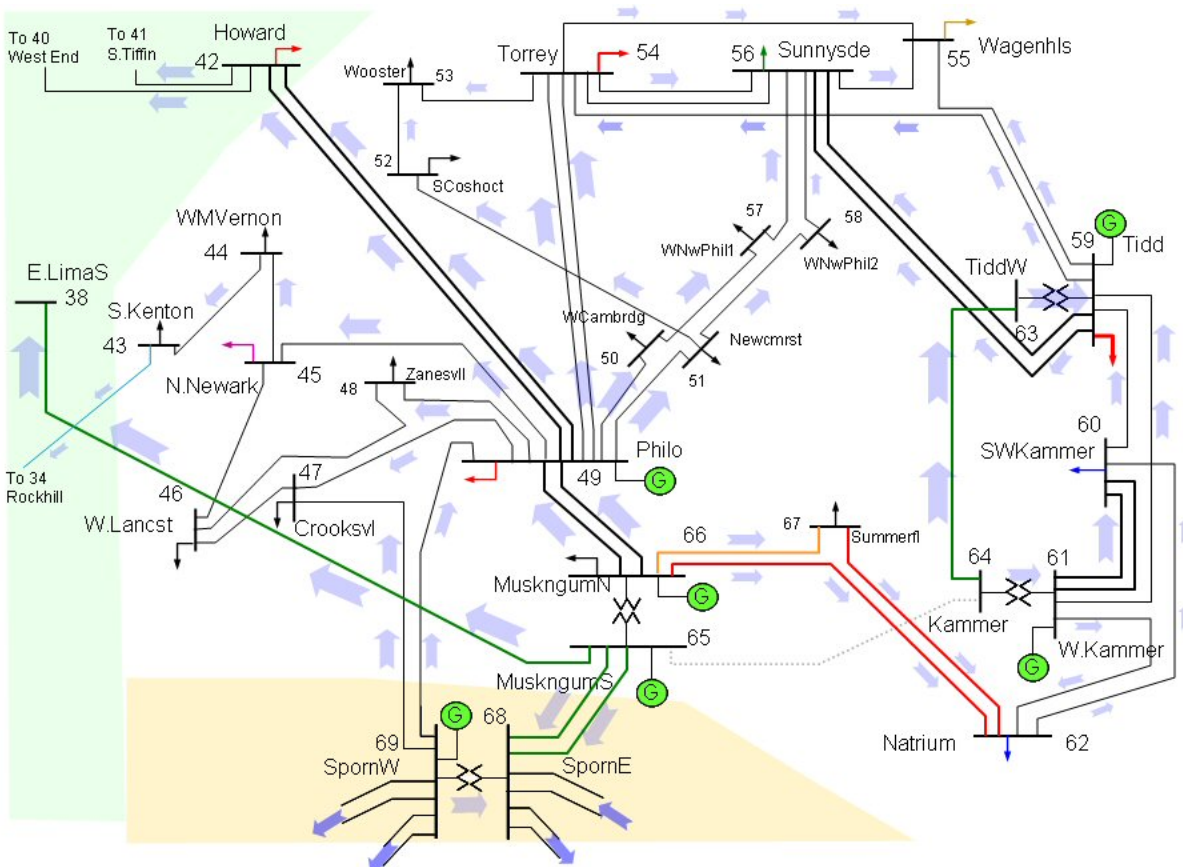 To 40
West End
To 41
S.Tiffin
Howard
42
Wooster
53
Torrey
54
56
Sunnysde
55
Wagenhls
52
SCoshoct
WMVernon
44
57
WNwPhil1
58
WNwPhil2
59
G
Tidd
TiddW
63
E.LimaS
38
S.Kenton
43
N.Newark
45
48
Zanesvll
WCambrdg
50
Newcmrst
51
60
SWKammer
To 34
Rockhill
46
W.Lancst
47
Crooksvl
Philo
49
G
66
67
Summerfl
MuskngumN
G
64
Kammer
61
W.Kammer
G
65
MuskngumS
G
69
SpornW
G
68
SpornE
Natrium
62